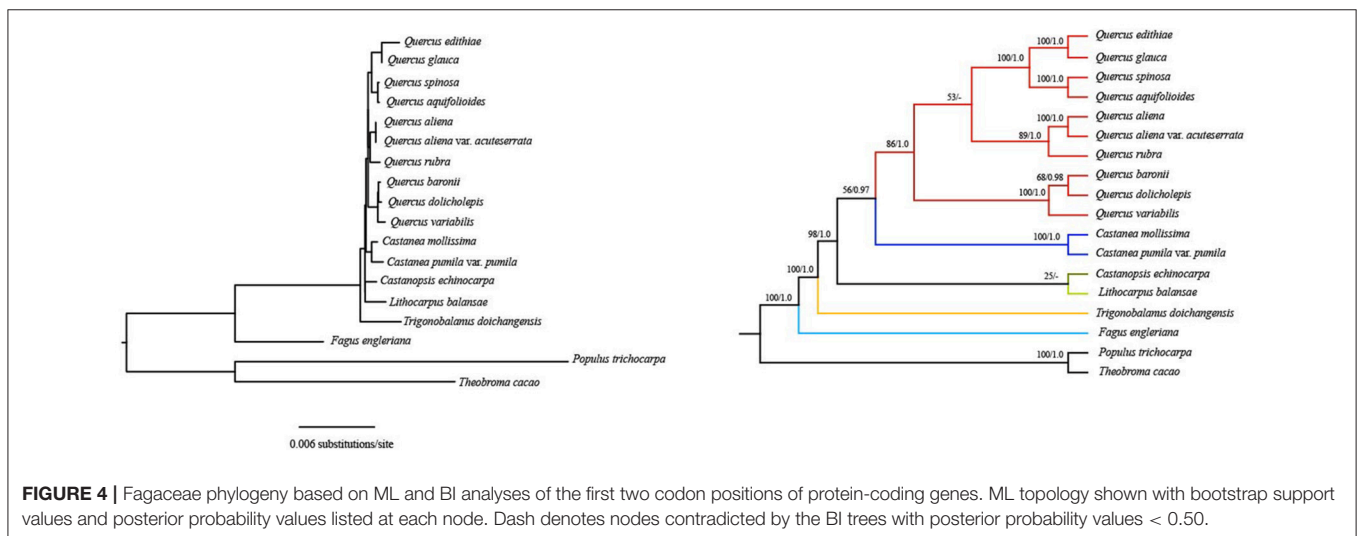 Quercus edithiae
Quercus glauca
Quercus spinosa
Quercus aquifolioides
Quercus aliena
Quercus aliena var. acuteserrata
Quercus rubra
Quercus baronii
Quercus dolicholepis
Quercus variabilis
Castanea mollissima
Castanea pumila var. pumila
Castanopsis echinocarpa
Lithocarpus balansae
Trigonobalanus doichangensis
Fagus engleriana
Populus trichocarpa
Theobroma cacao
0.006 substitutions/site
100/1.0
Quercus edithiae
100/1.0
Quercus glauca
100/1.0
Quercus spinosa
53/-
Quercus aquifolioides
100/1.0
Quercus aliena
89/1.0
Quercus aliena var. acuteserrata
86/1.0
Quercus rubra
68/0.98
Quercus baronii
100/1.0
Quercus dolicholepis
56/0.97
Quercus variabilis
98/1.0
100/1.0
Castanea mollissima
Castanea pumila var. pumila
100/1.0
25/-
Castanopsis echinocarpa
Lithocarpus balansae
100/1.0
Trigonobalanus doichangensis
Fagus engleriana
100/1.0
Populus trichocarpa
Theobroma cacao
FIGURE 4 | Fagaceae phylogeny based on ML and BI analyses of the first two codon positions of protein-coding genes. ML topology shown with bootstrap support
values and posterior probability values listed at each node. Dash denotes nodes contradicted by the BI trees with posterior probability values < 0.50.